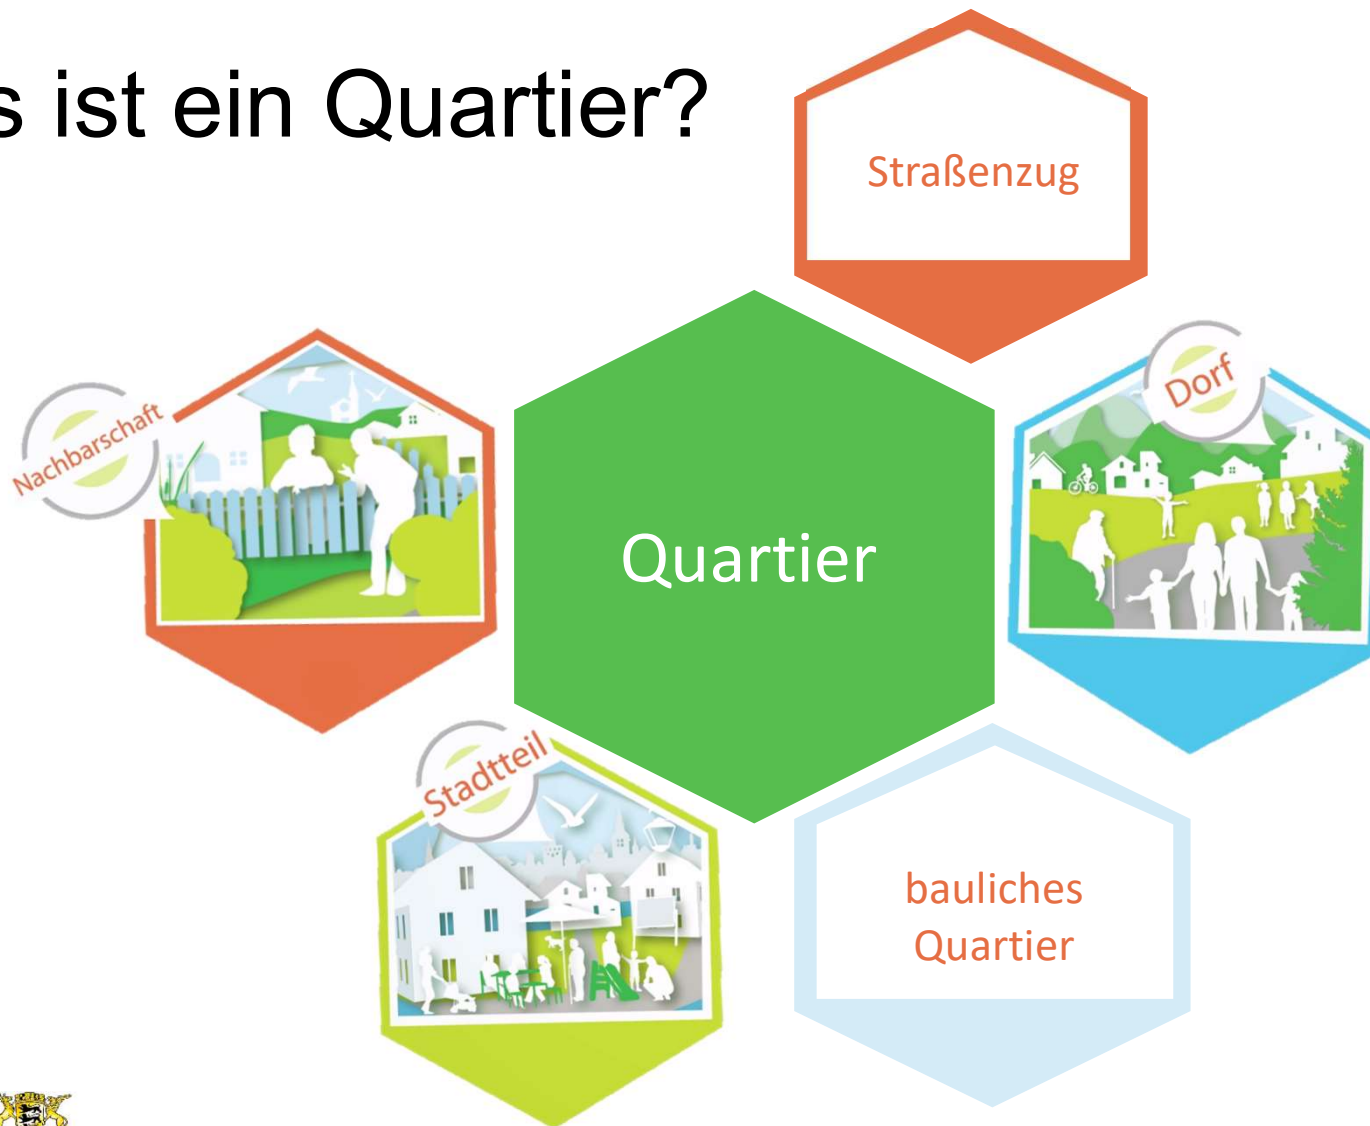 s ist ein Quartier?
Straßenzug
Dorf
Nachbarschaft
Quartier
Stadtteil
bauliches
Quartier